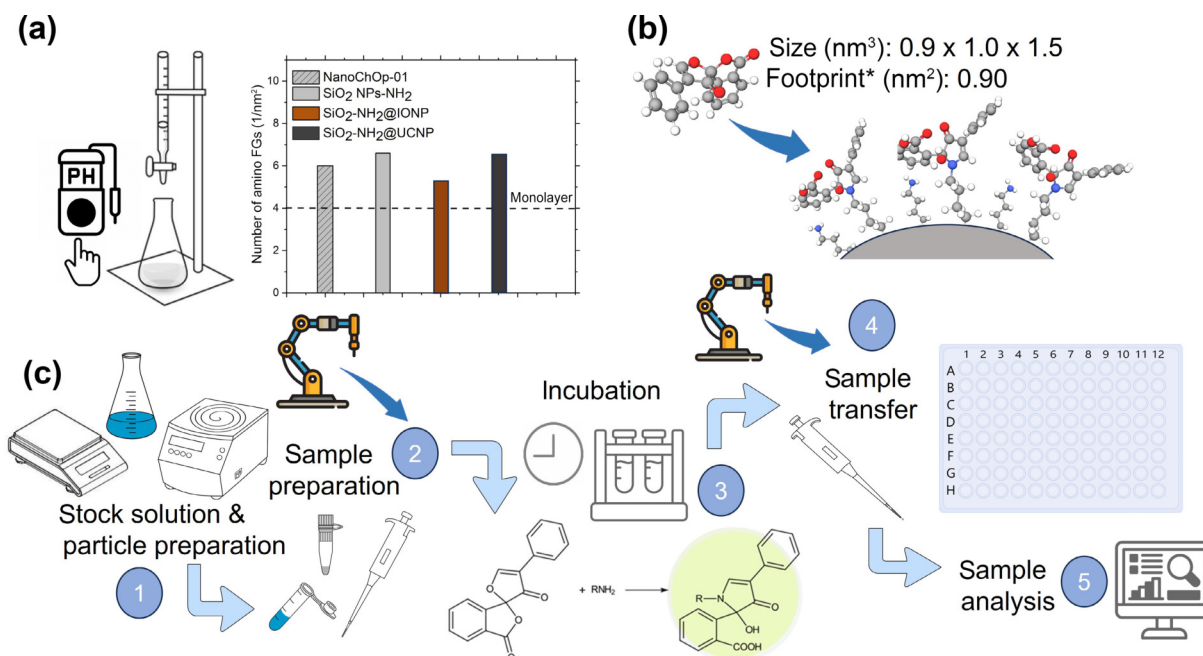 (a)
PH
Number of amino FGs (1/nm²)
10
8
6
4
2
0
NanoChOp-01
SiO₂ NPs-NH₂
SiO₂-NH₂@IONP
SiO₂-NH₂@UCNP
Monolayer
(b)
Size (nm³): 0.9 x 1.0 x 1.5
Footprint* (nm²): 0.90
(c)
Stock solution &
particle preparation
1
Sample
preparation
2
Incubation
3
O
O
O
O
+ RNH₂
R
N
O
OH
COOH
4
Sample
transfer
1 2 3 4 5 6 7 8 9 10 11 12
A
B
C
D
E
F
G
H
Sample
analysis
5